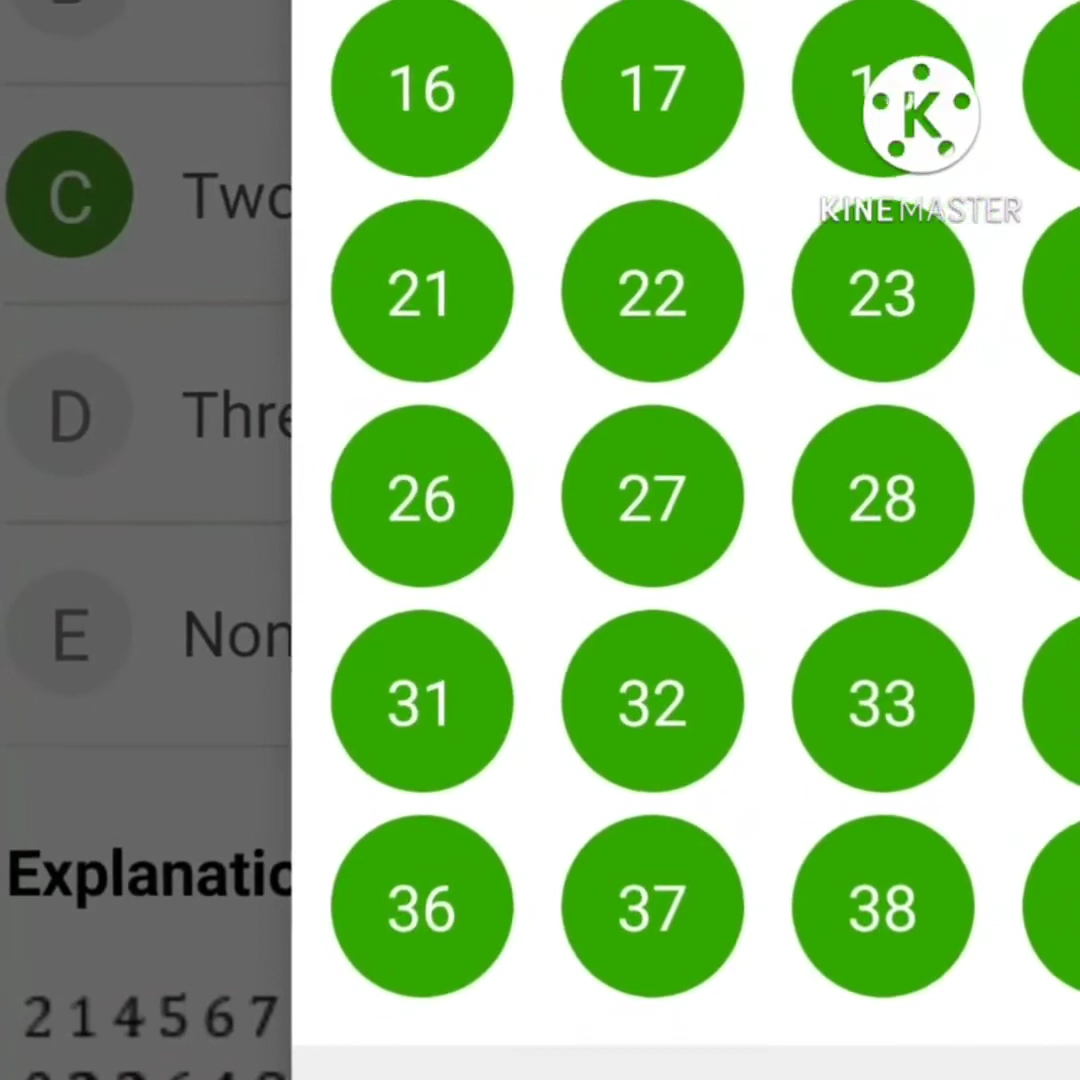 16 17
KINEMASTER
C Two
21 22 23
D Thre
26 27 28
E Non
31 32 33
Explanatio
36 37 38
2 1 4 5 6 7